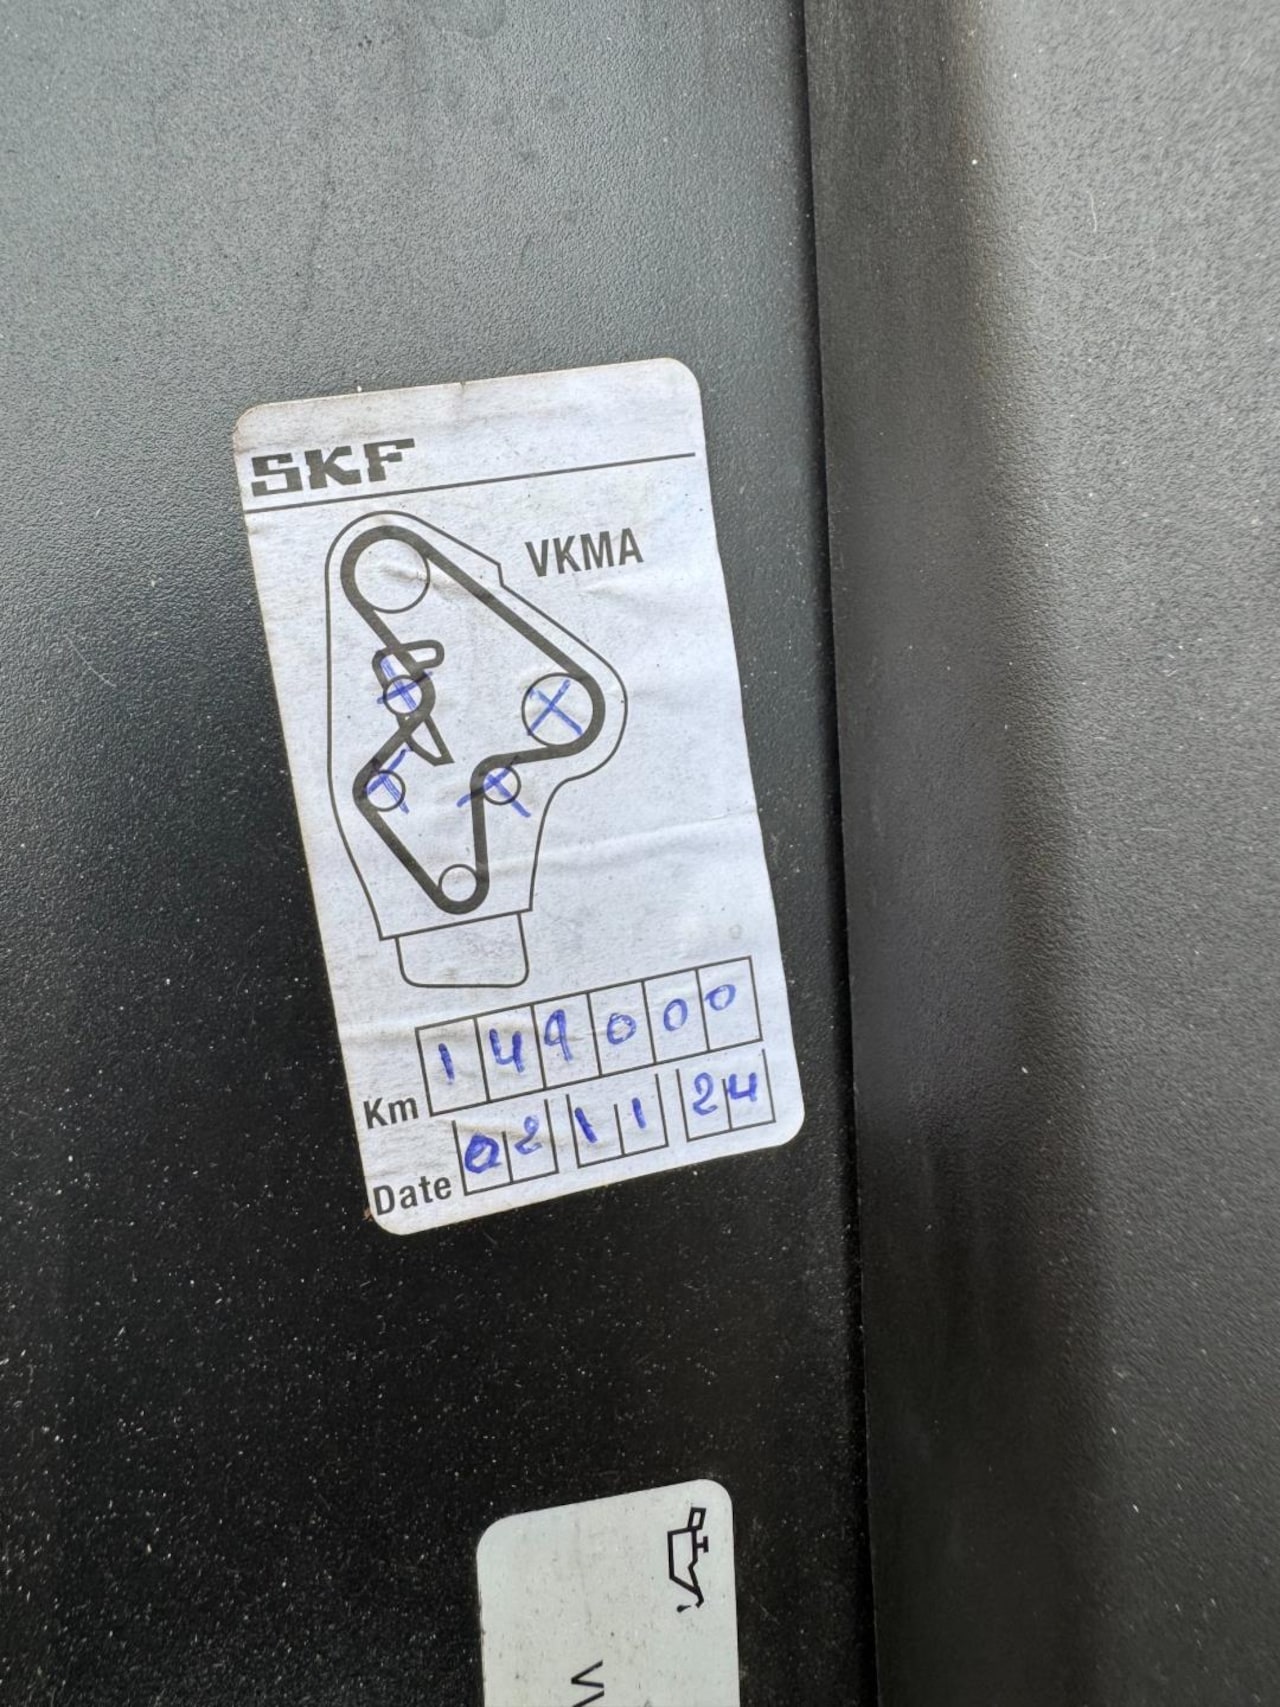 SKF
VKMA
Km 149000
Date 02 11 24